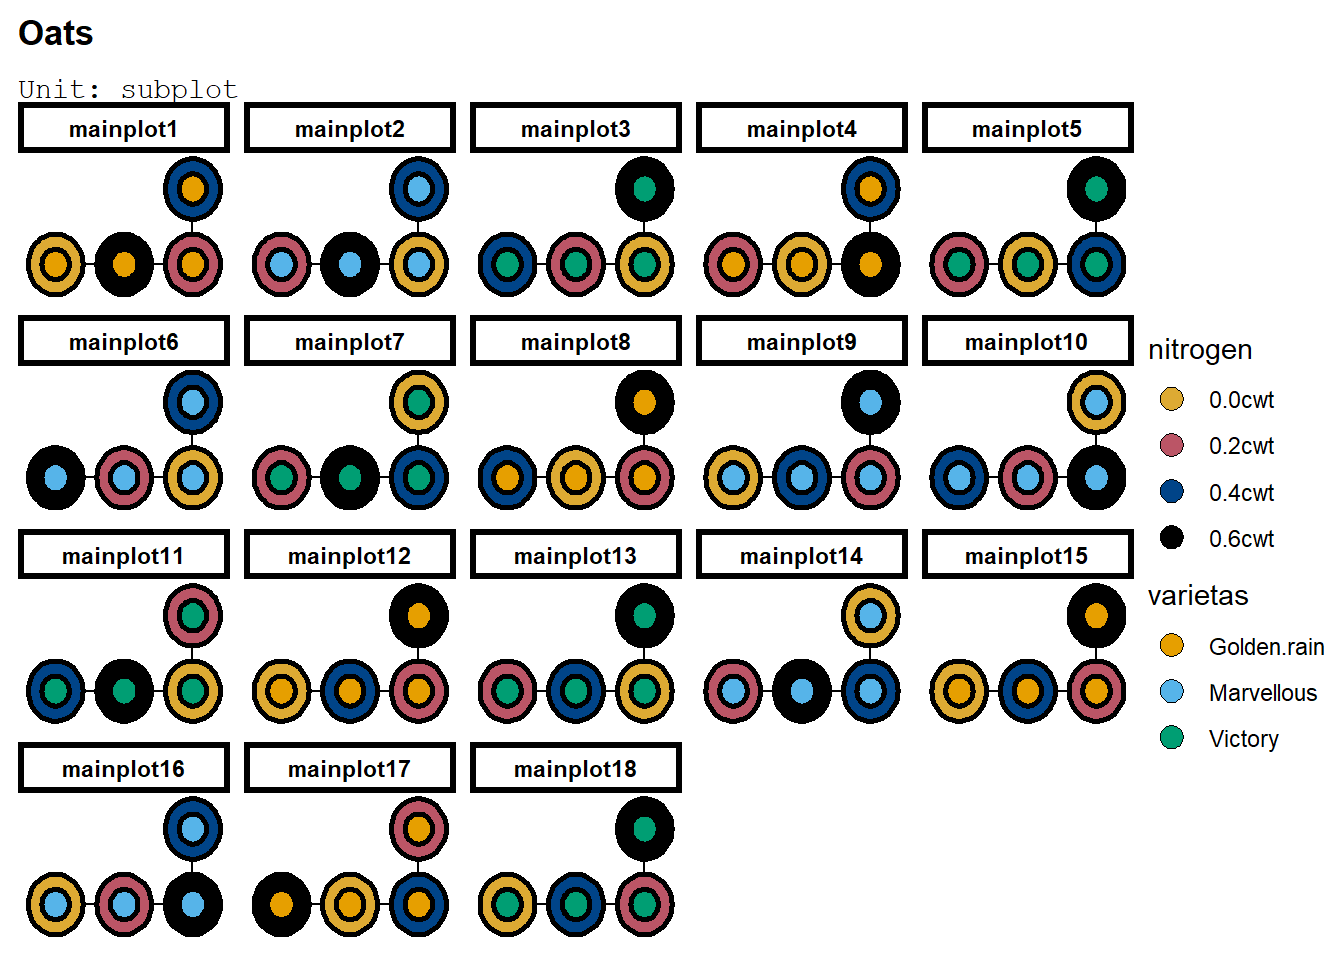 Oats
Unit: subplot
mainplot1 mainplot2 mainplot3 mainplot4 mainplot5
mainplot6 mainplot7 mainplot8 mainplot9 mainplot10
mainplot11 mainplot12 mainplot13 mainplot14 mainplot15
mainplot16 mainplot17 mainplot18
nitrogen
0.0cwt
0.2cwt
0.4cwt
0.6cwt
varietas
Golden.rain
Marvellous
Victory